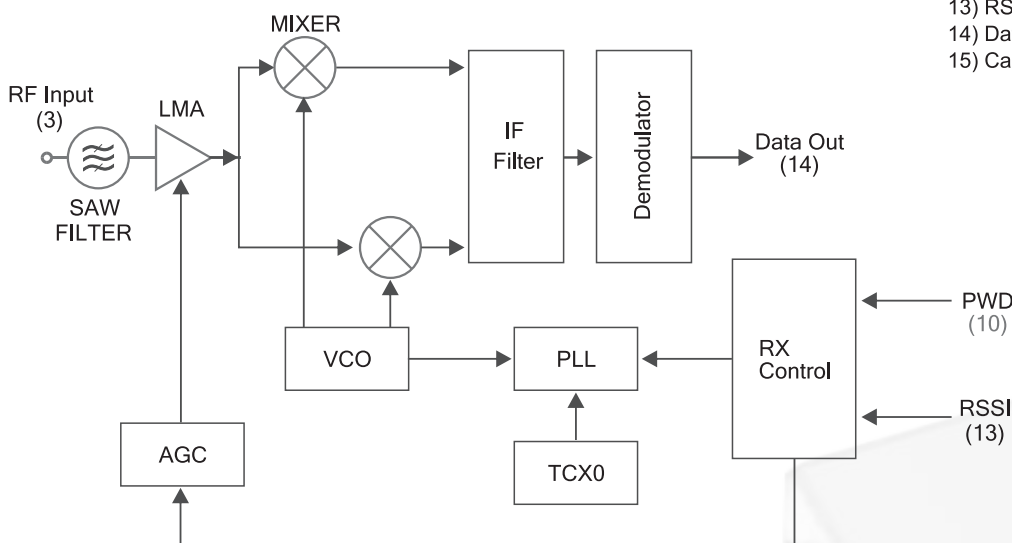 13) RS
14) Da
15) Ca
MIXER
RF Input
(3)
LMA
SAW
FILTER
IF
Filter
Demodulator
Data Out
(14)
VCO
PLL
RX
Control
PWD
(10)
RSSI
(13)
AGC
TCX0